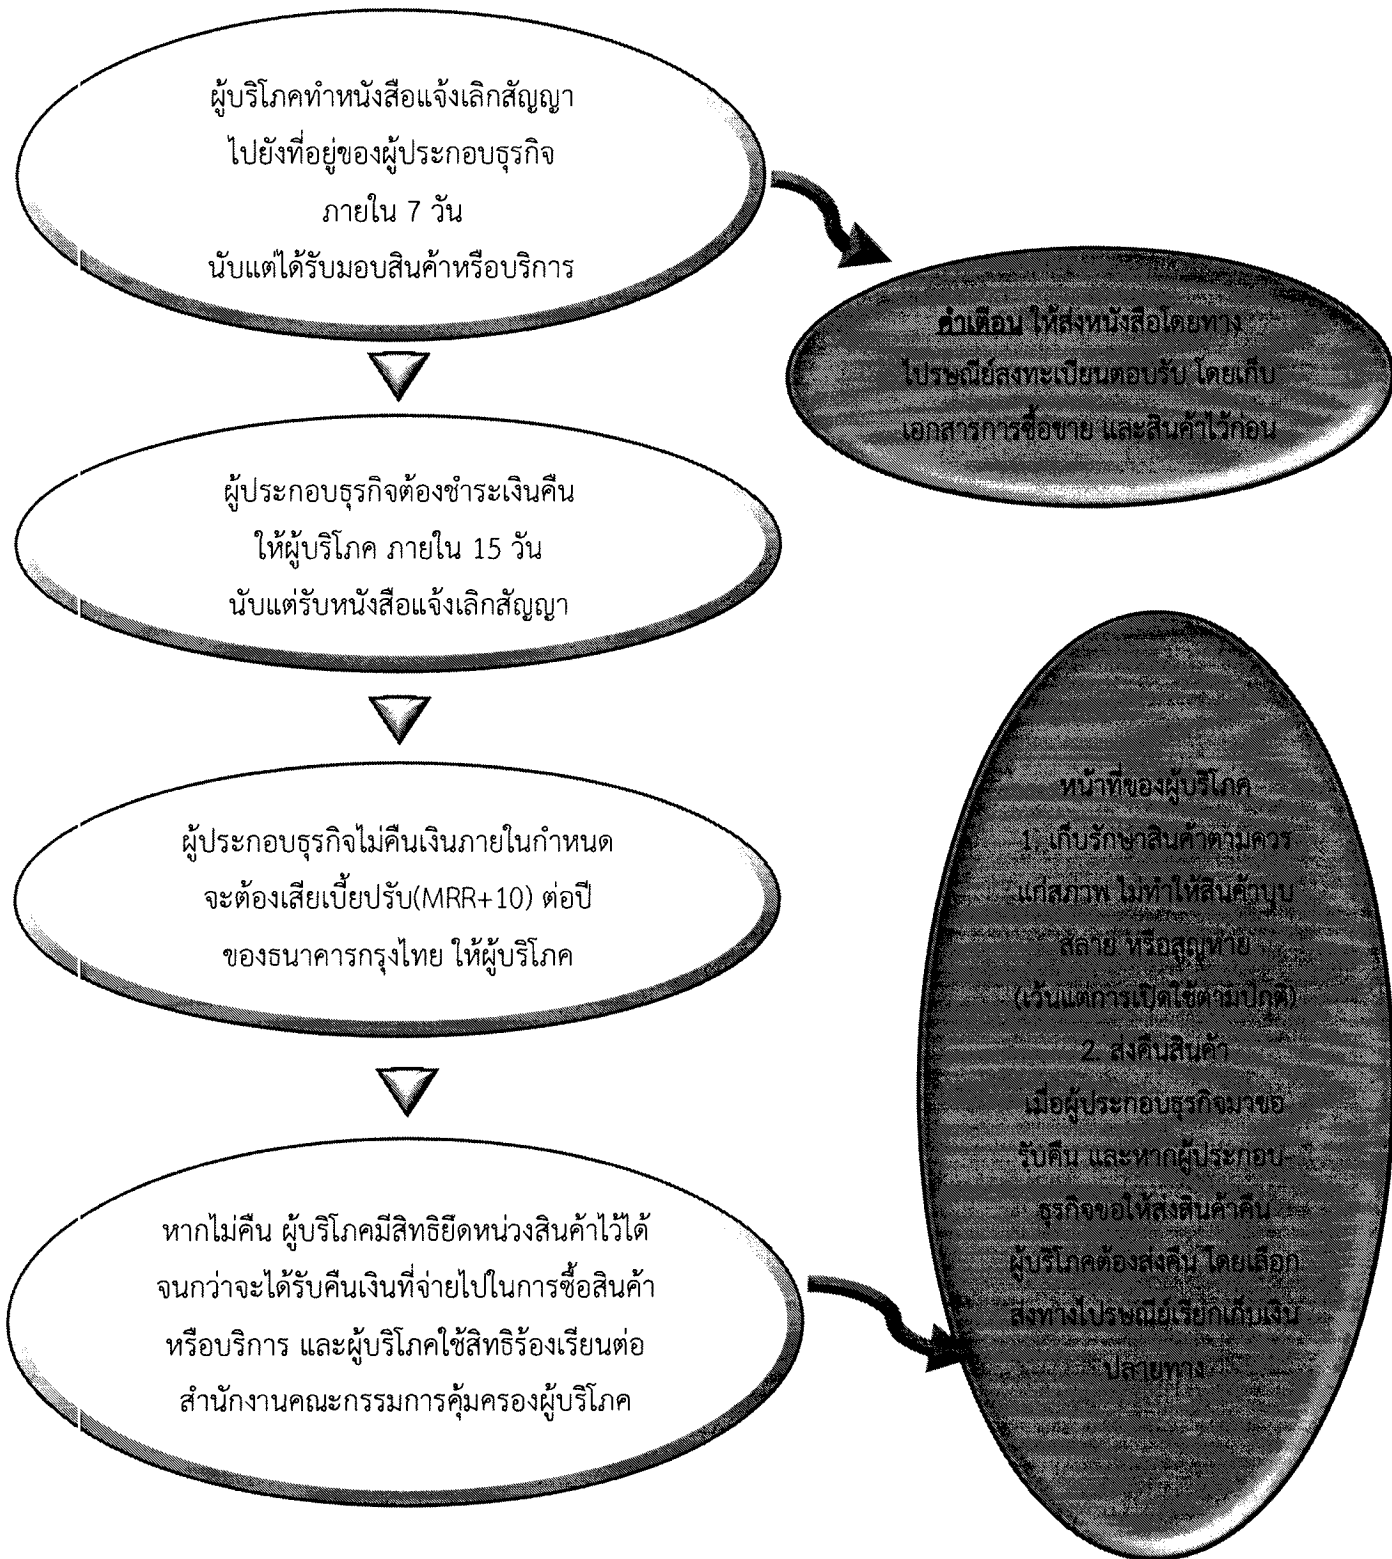 ผู้บริโภคทำหนังสือแจ้งเลิกสัญญา
ไปยังที่อยู่ของผู้ประกอบธุรกิจ
ภายใน 7 วัน
นับแต่ได้รับมอบสินค้าหรือบริการ
คำเตือน ให้ส่งหนังสือโดยทาง
ไปรษณีย์ลงทะเบียนตอบรับ โดยเก็บ
เอกสารการซื้อขาย และสินค้าไว้ก่อน
ผู้ประกอบธุรกิจต้องชำระเงินคืน
ให้ผู้บริโภค ภายใน 15 วัน
นับแต่รับหนังสือแจ้งเลิกสัญญา
ผู้ประกอบธุรกิจไม่คืนเงินภายในกำหนด
จะต้องเสียเบี้ยปรับ(MRR+10) ต่อปี
ของธนาคารกรุงไทย ให้ผู้บริโภค
หากไม่คืน ผู้บริโภคมีสิทธิยึดหน่วงสินค้าไว้ได้
จนกว่าจะได้รับคืนเงินที่จ่ายไปในการซื้อสินค้า
หรือบริการ และผู้บริโภคใช้สิทธิร้องเรียนต่อ
สำนักงานคณะกรรมการคุ้มครองผู้บริโภค
หน้าที่ของผู้บริโภค
1. เก็บรักษาสินค้าตามควร
แก่สภาพ ไม่ทำให้สินค้าบุบ
สลาย หรือสูญหาย
(เว้นแต่การเปิดใช้ตามปกติ)
2. ส่งคืนสินค้า
เมื่อผู้ประกอบธุรกิจมาขอ
รับคืน และหากผู้ประกอบ-
ธุรกิจขอให้ส่งสินค้าคืน
ผู้บริโภคต้องส่งคืน โดยเลือก
ส่งทางไปรษณีย์เรียกเก็บเงิน
ปลายทาง